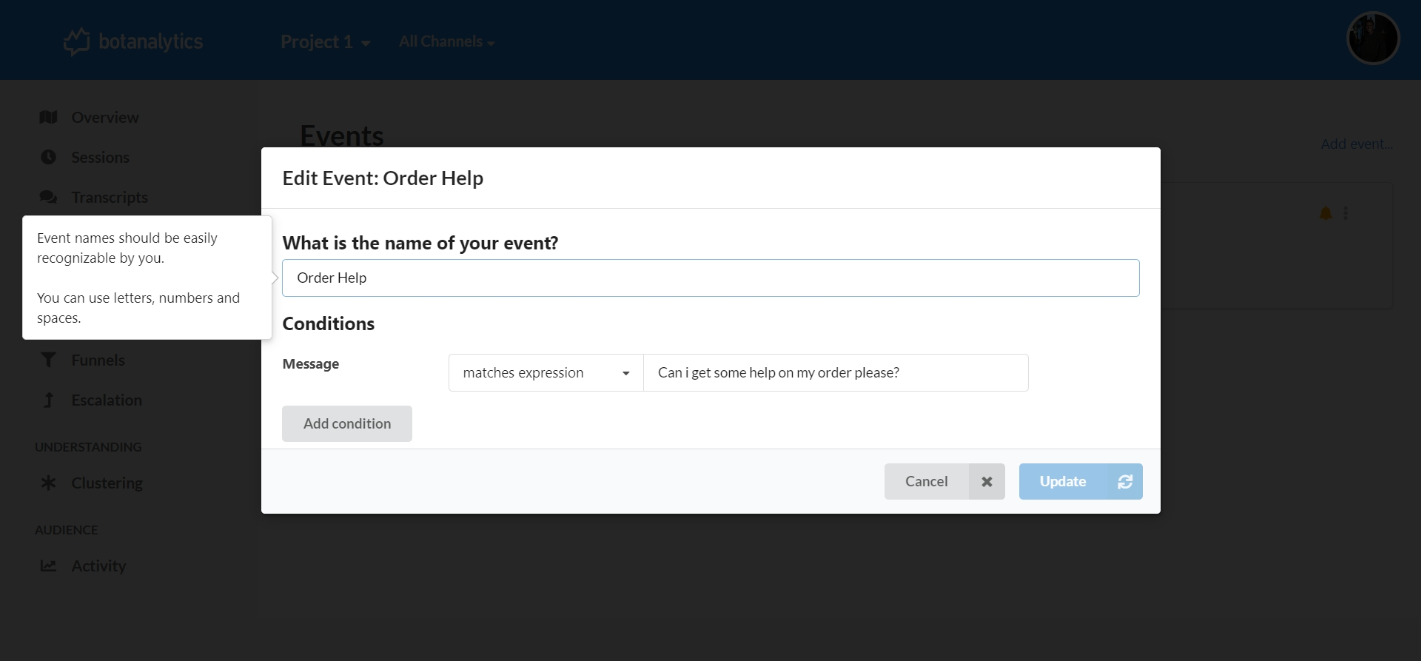 botanalytics
Project 1
All Channels
Overview
Sessions
Transcripts
Events
Add event...
Edit Event: Order Help
Event names should be easily
recognizable by you.
You can use letters, numbers and
spaces.
What is the name of your event?
Order Help
Conditions
Message
matches expression
Can i get some help on my order please?
Add condition
Cancel
Update
Funnels
Escalation
UNDERSTANDING
Clustering
AUDIENCE
Activity